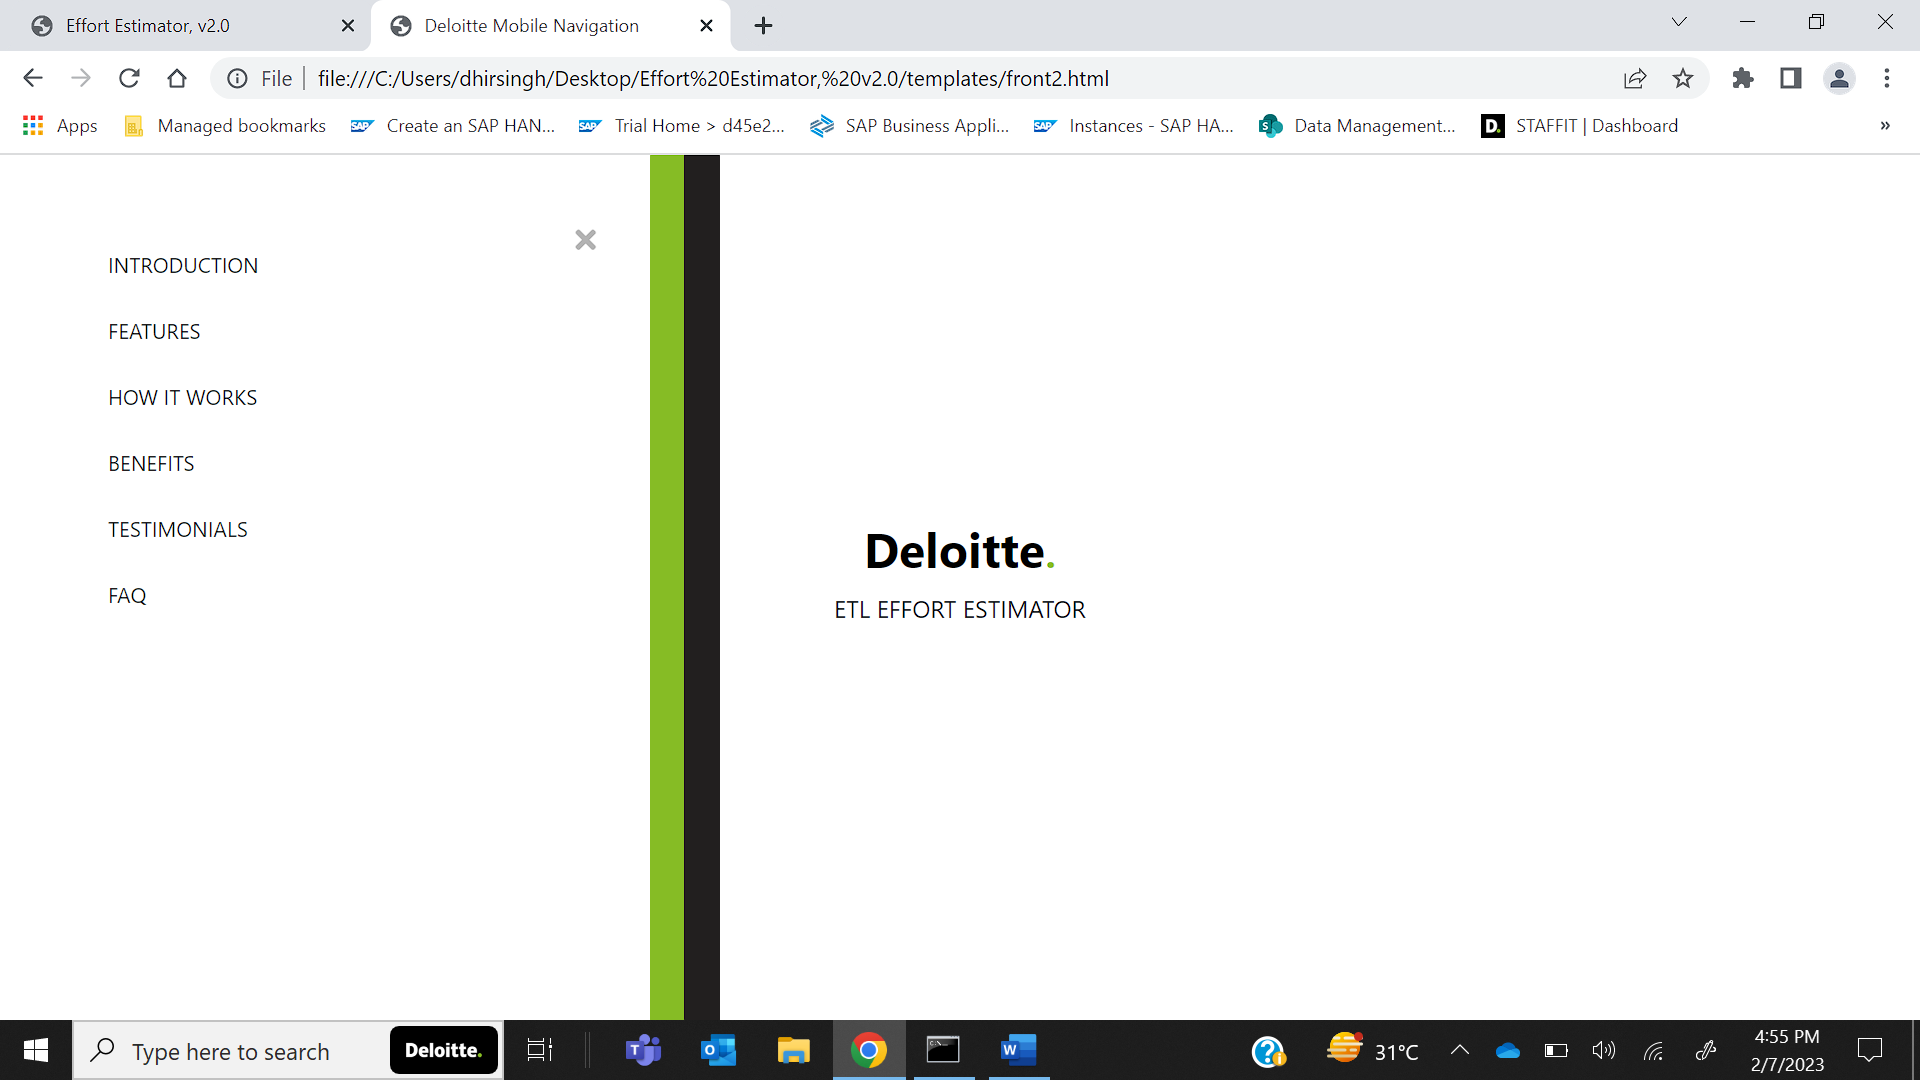 Effort Estimator, v2.0
Deloitte Mobile Navigation
File
file:///C:/Users/dhirsingh/Desktop/Effort%20Estimator,%20v2.0/templates/front2.html
Apps
Managed bookmarks
SAP Create an SAP HAN...
SAP Trial Home > d45e2...
SAP Business Appli...
SAP Instances - SAP HA...
S Data Management...
D. STAFFIT | Dashboard
»
INTRODUCTION
FEATURES
HOW IT WORKS
BENEFITS
TESTIMONIALS
FAQ
Deloitte.
ETL EFFORT ESTIMATOR
Type here to search
Deloitte.
T
O
C:\
W
?
31°C
4:55 PM
2/7/2023